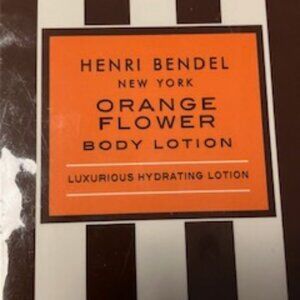 HENRI BENDEL
NEW YORK
ORANGE
FLOWER
BODY LOTION
LUXURIOUS HYDRATING LOTION